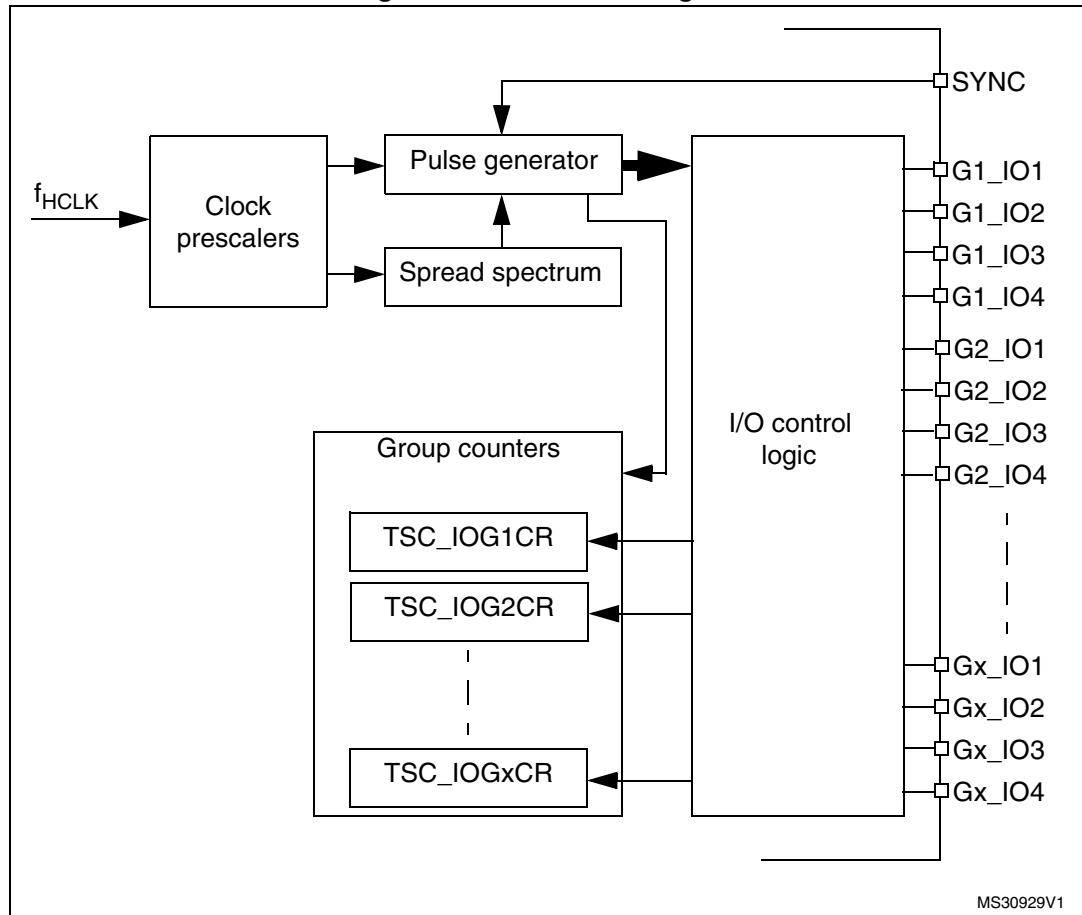 SYNC
Pulse generator
f_HCLK
Clock
prescalers
Spread spectrum
G1_IO1
G1_IO2
G1_IO3
G1_IO4
G2_IO1
G2_IO2
G2_IO3
G2_IO4
I/O control
logic
Group counters
TSC_IOG1CR
TSC_IOG2CR
TSC_IOGxCR
Gx_IO1
Gx_IO2
Gx_IO3
Gx_IO4
MS30929V1